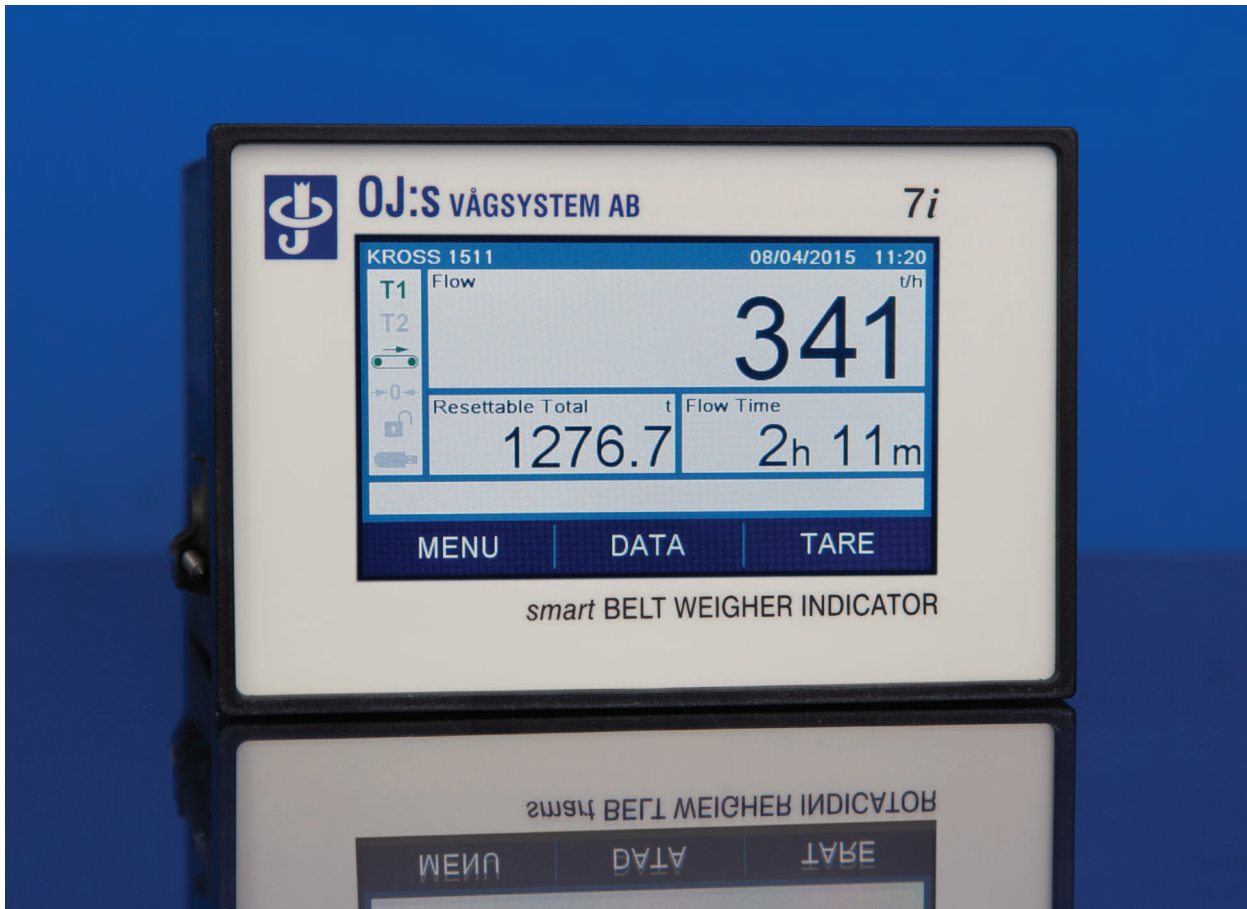 OJ:s VÅGSYSTEM AB
7i
KROSS 1511 08/04/2015 11:20
T1
T2
Flow t/h
341
→0←
Resettable Total t
1276.7
Flow Time
2h 11m
MENU DATA TARE
smart BELT WEIGHER INDICATOR
smart BELT WEIGHER INDICATOR
MENU DATA TARE